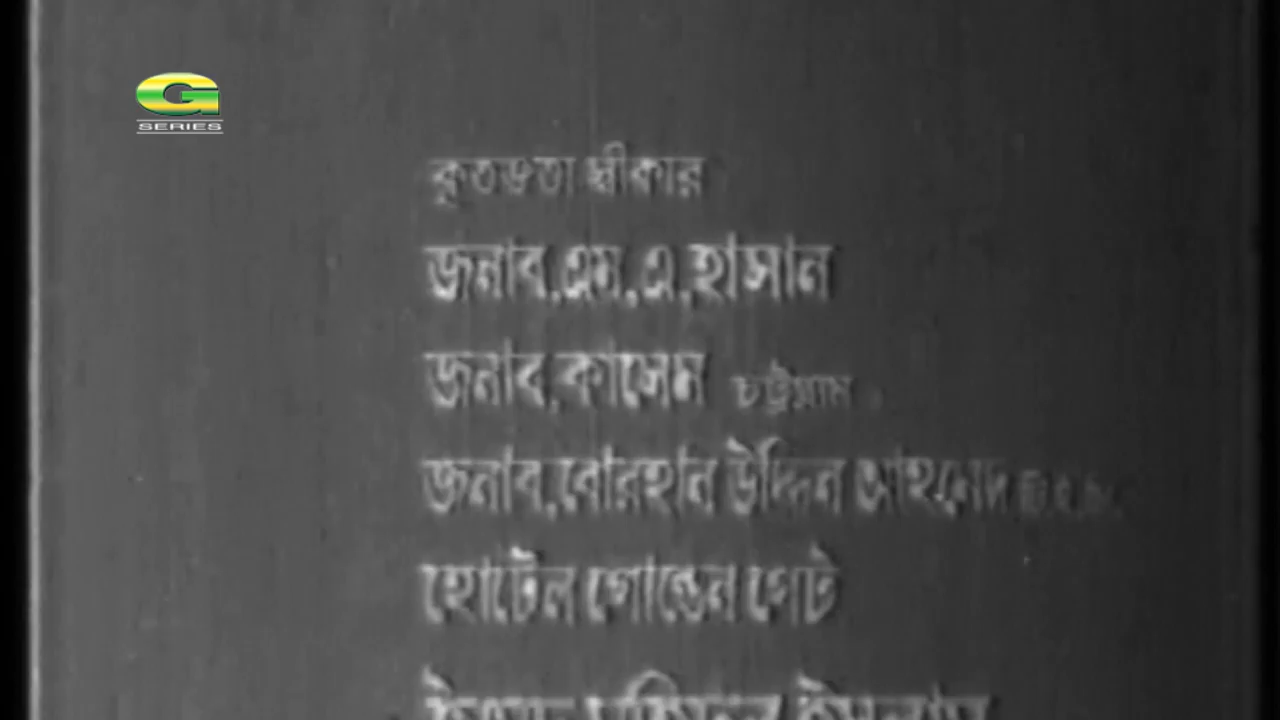 G
SERIES
কৃতজ্ঞতা স্বীকার
জনাব.এম.এ.হাসান
জনাব.কাসেম চট্টগ্রাম
জনাব.বোরহান উদ্দিন আহমেদ
হোটেল গোল্ডেন গেট